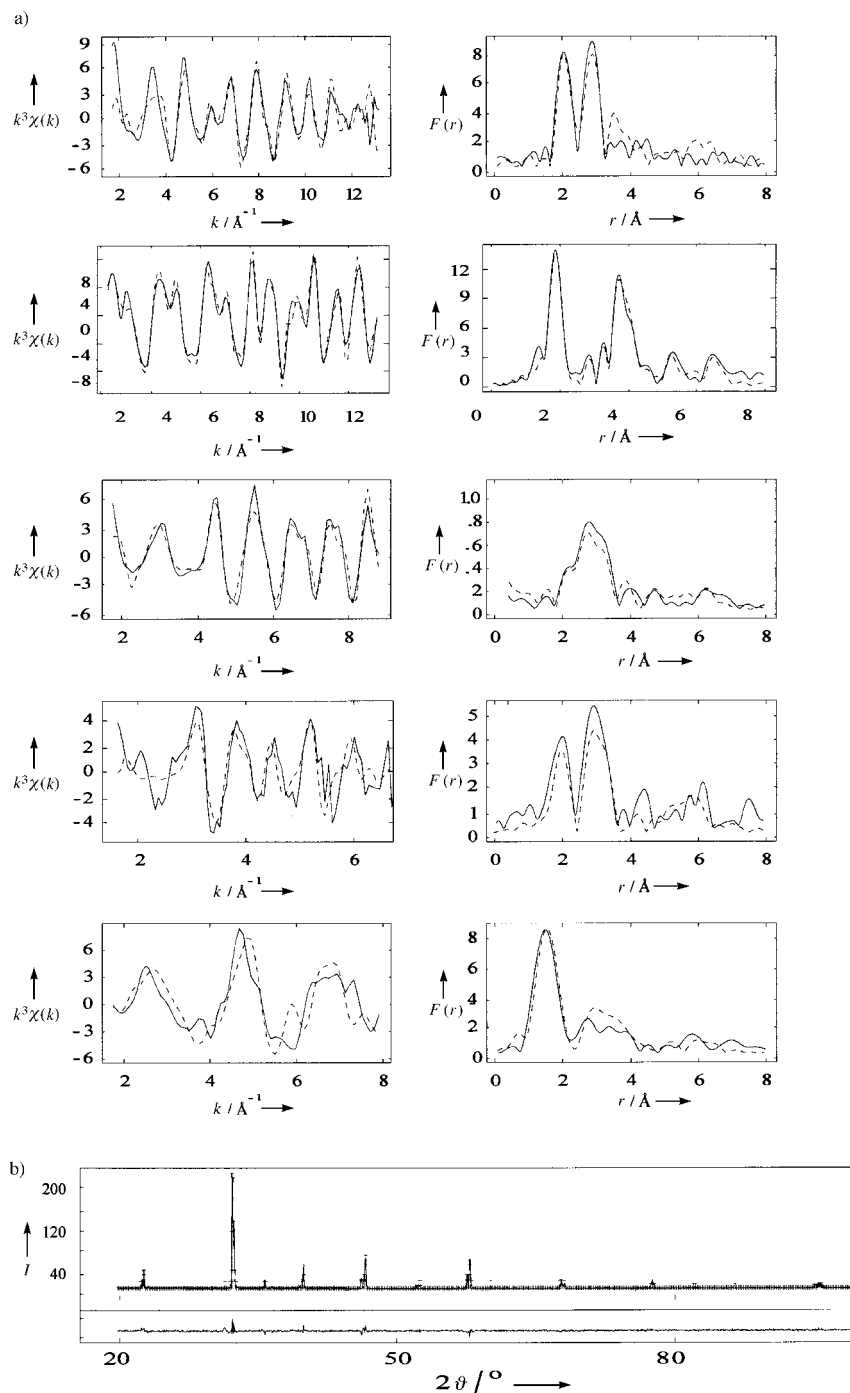 a)
9
6
3
0
-3
-6
k³χ(k)
2 4 6 8 10 12
k / Å⁻¹
8
6
4
2
0
F(r)
0 2 4 6 8
r / Å
8
4
0
-4
-8
k³χ(k)
2 4 6 8 10 12
k / Å⁻¹
12
9
6
3
0
F(r)
0 2 4 6 8
r / Å
6
3
0
-3
-6
k³χ(k)
2 4 6 8
k / Å⁻¹
1.0
.8
.6
.4
.2
0
F(r)
0 2 4 6 8
r / Å
4
2
0
-2
-4
k³χ(k)
2 4 6
k / Å⁻¹
5
4
3
2
1
0
F(r)
0 2 4 6 8
r / Å
6
3
0
-3
-6
k³χ(k)
2 4 6 8
k / Å⁻¹
8
6
4
2
0
F(r)
0 2 4 6 8
r / Å
b)
200
120
40
I
20 50 80
2ϑ/°